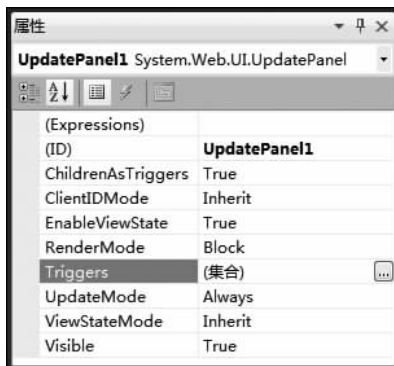 属性
UpdatePanel1 System.Web.UI.UpdatePanel
(Expressions)
(ID) UpdatePanel1
ChildrenAsTriggers True
ClientIDMode Inherit
EnableViewState True
RenderMode Block
Triggers (集合) ...
UpdateMode Always
ViewStateMode Inherit
Visible True